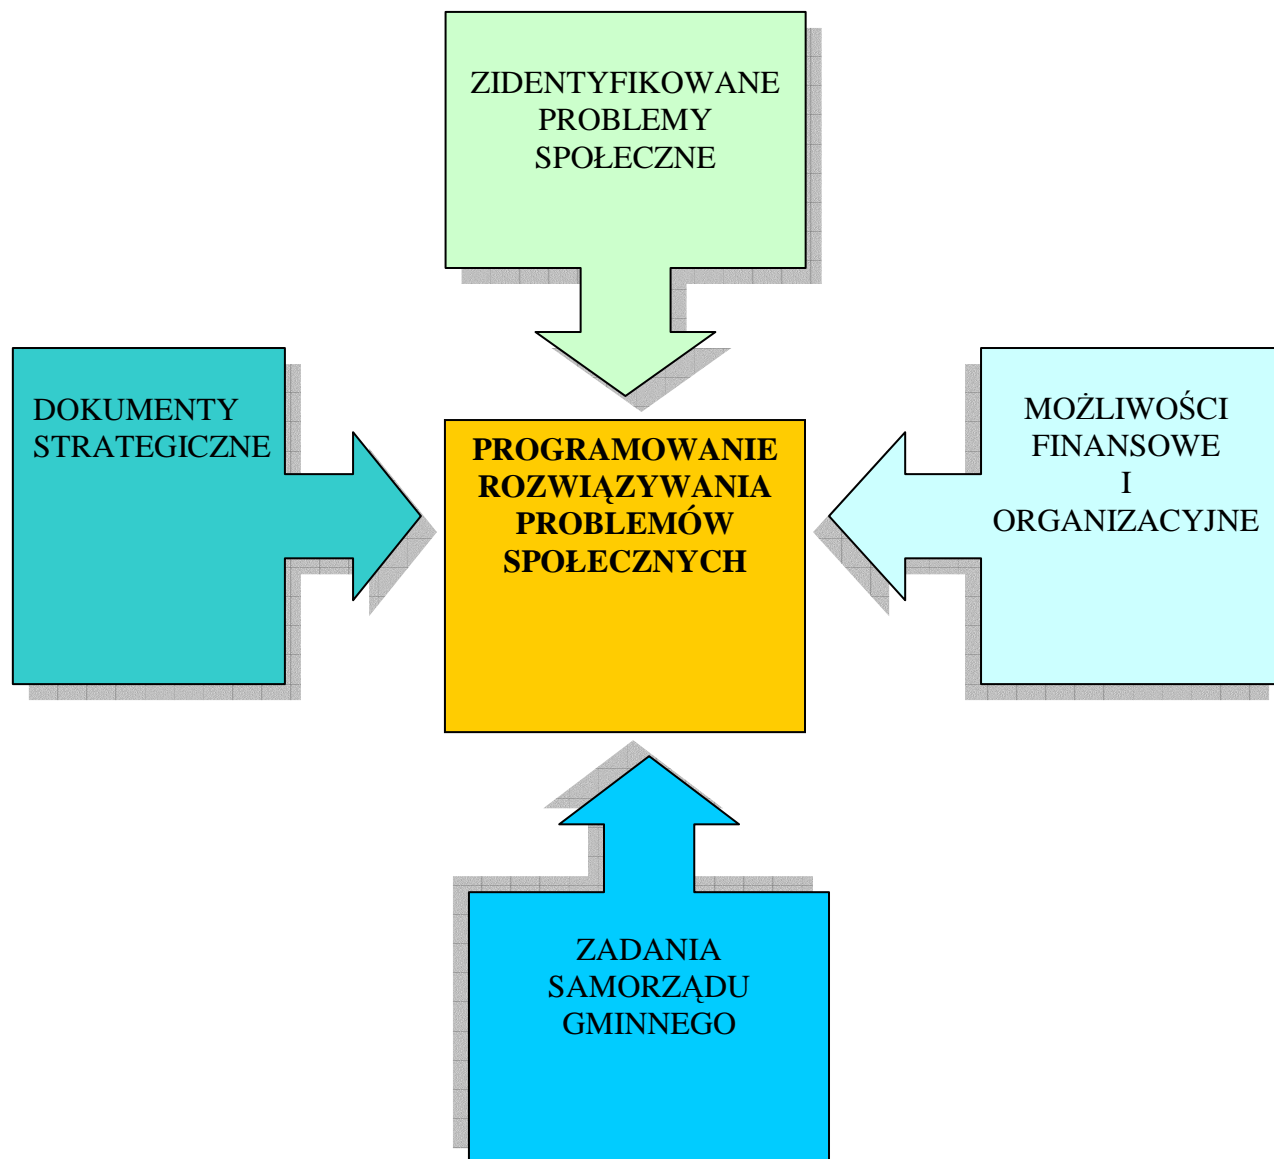 ZIDENTYFIKOWANE
PROBLEMY
SPOŁECZNE
DOKUMENTY
STRATEGICZNE
PROGRAMOWANIE
ROZWIĄZYWANIA
PROBLEMÓW
SPOŁECZNYCH
MOŻLIWOŚCI
FINANSOWE
I
ORGANIZACYJNE
ZADANIA
SAMORZĄDU
GMINNEGO